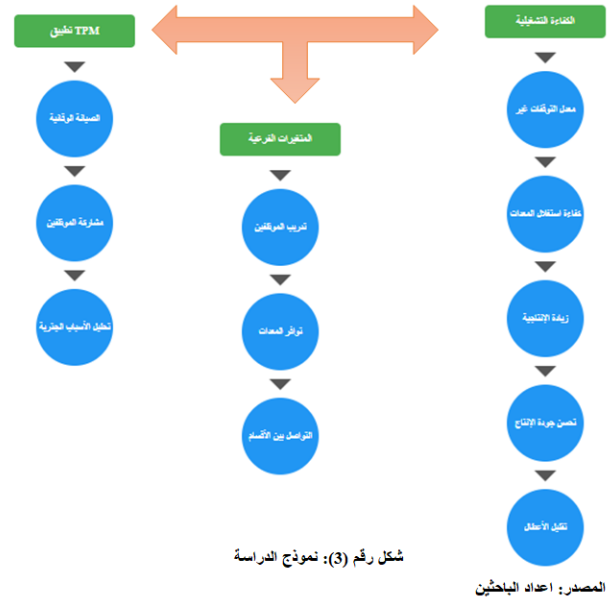 الكفاءة التشغيلية
معدل التوقفات غير
كفاءة استغلال المعدات
زيادة الإنتاجية
تحسن جودة الإنتاج
تقليل الأعطال
المتغيرات الفرعية
تدريب الموظفين
توافر المعدات
التواصل بين الأقسام
تطبيق TPM
الصيانة الوقائية
مشاركة الموظفين
تحليل الأسباب الجذرية
شكل رقم (3): نموذج الدراسة
المصدر: اعداد الباحثين